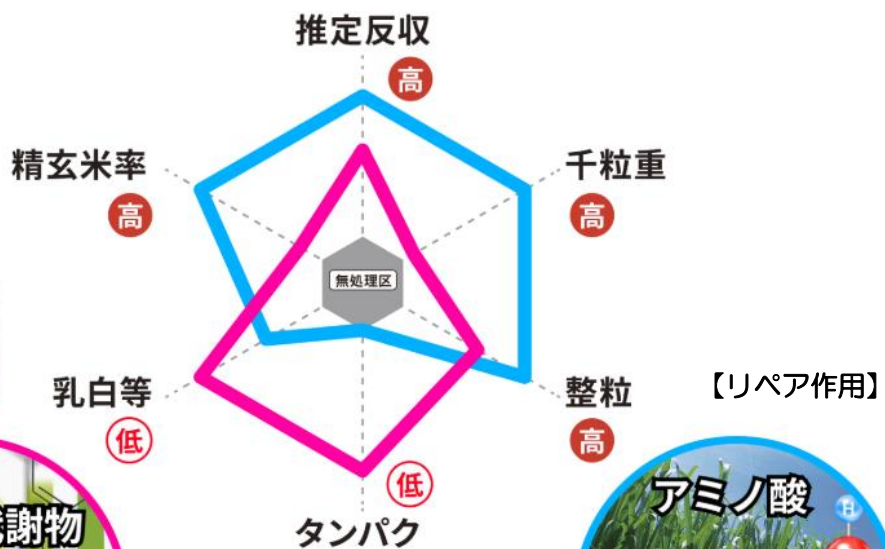 推定反収
高
精玄米率
高
千粒重
高
無処理区
乳白等
低
整粒
高
【リペア作用】
低
タンパク
謝物
アミノ酸
H